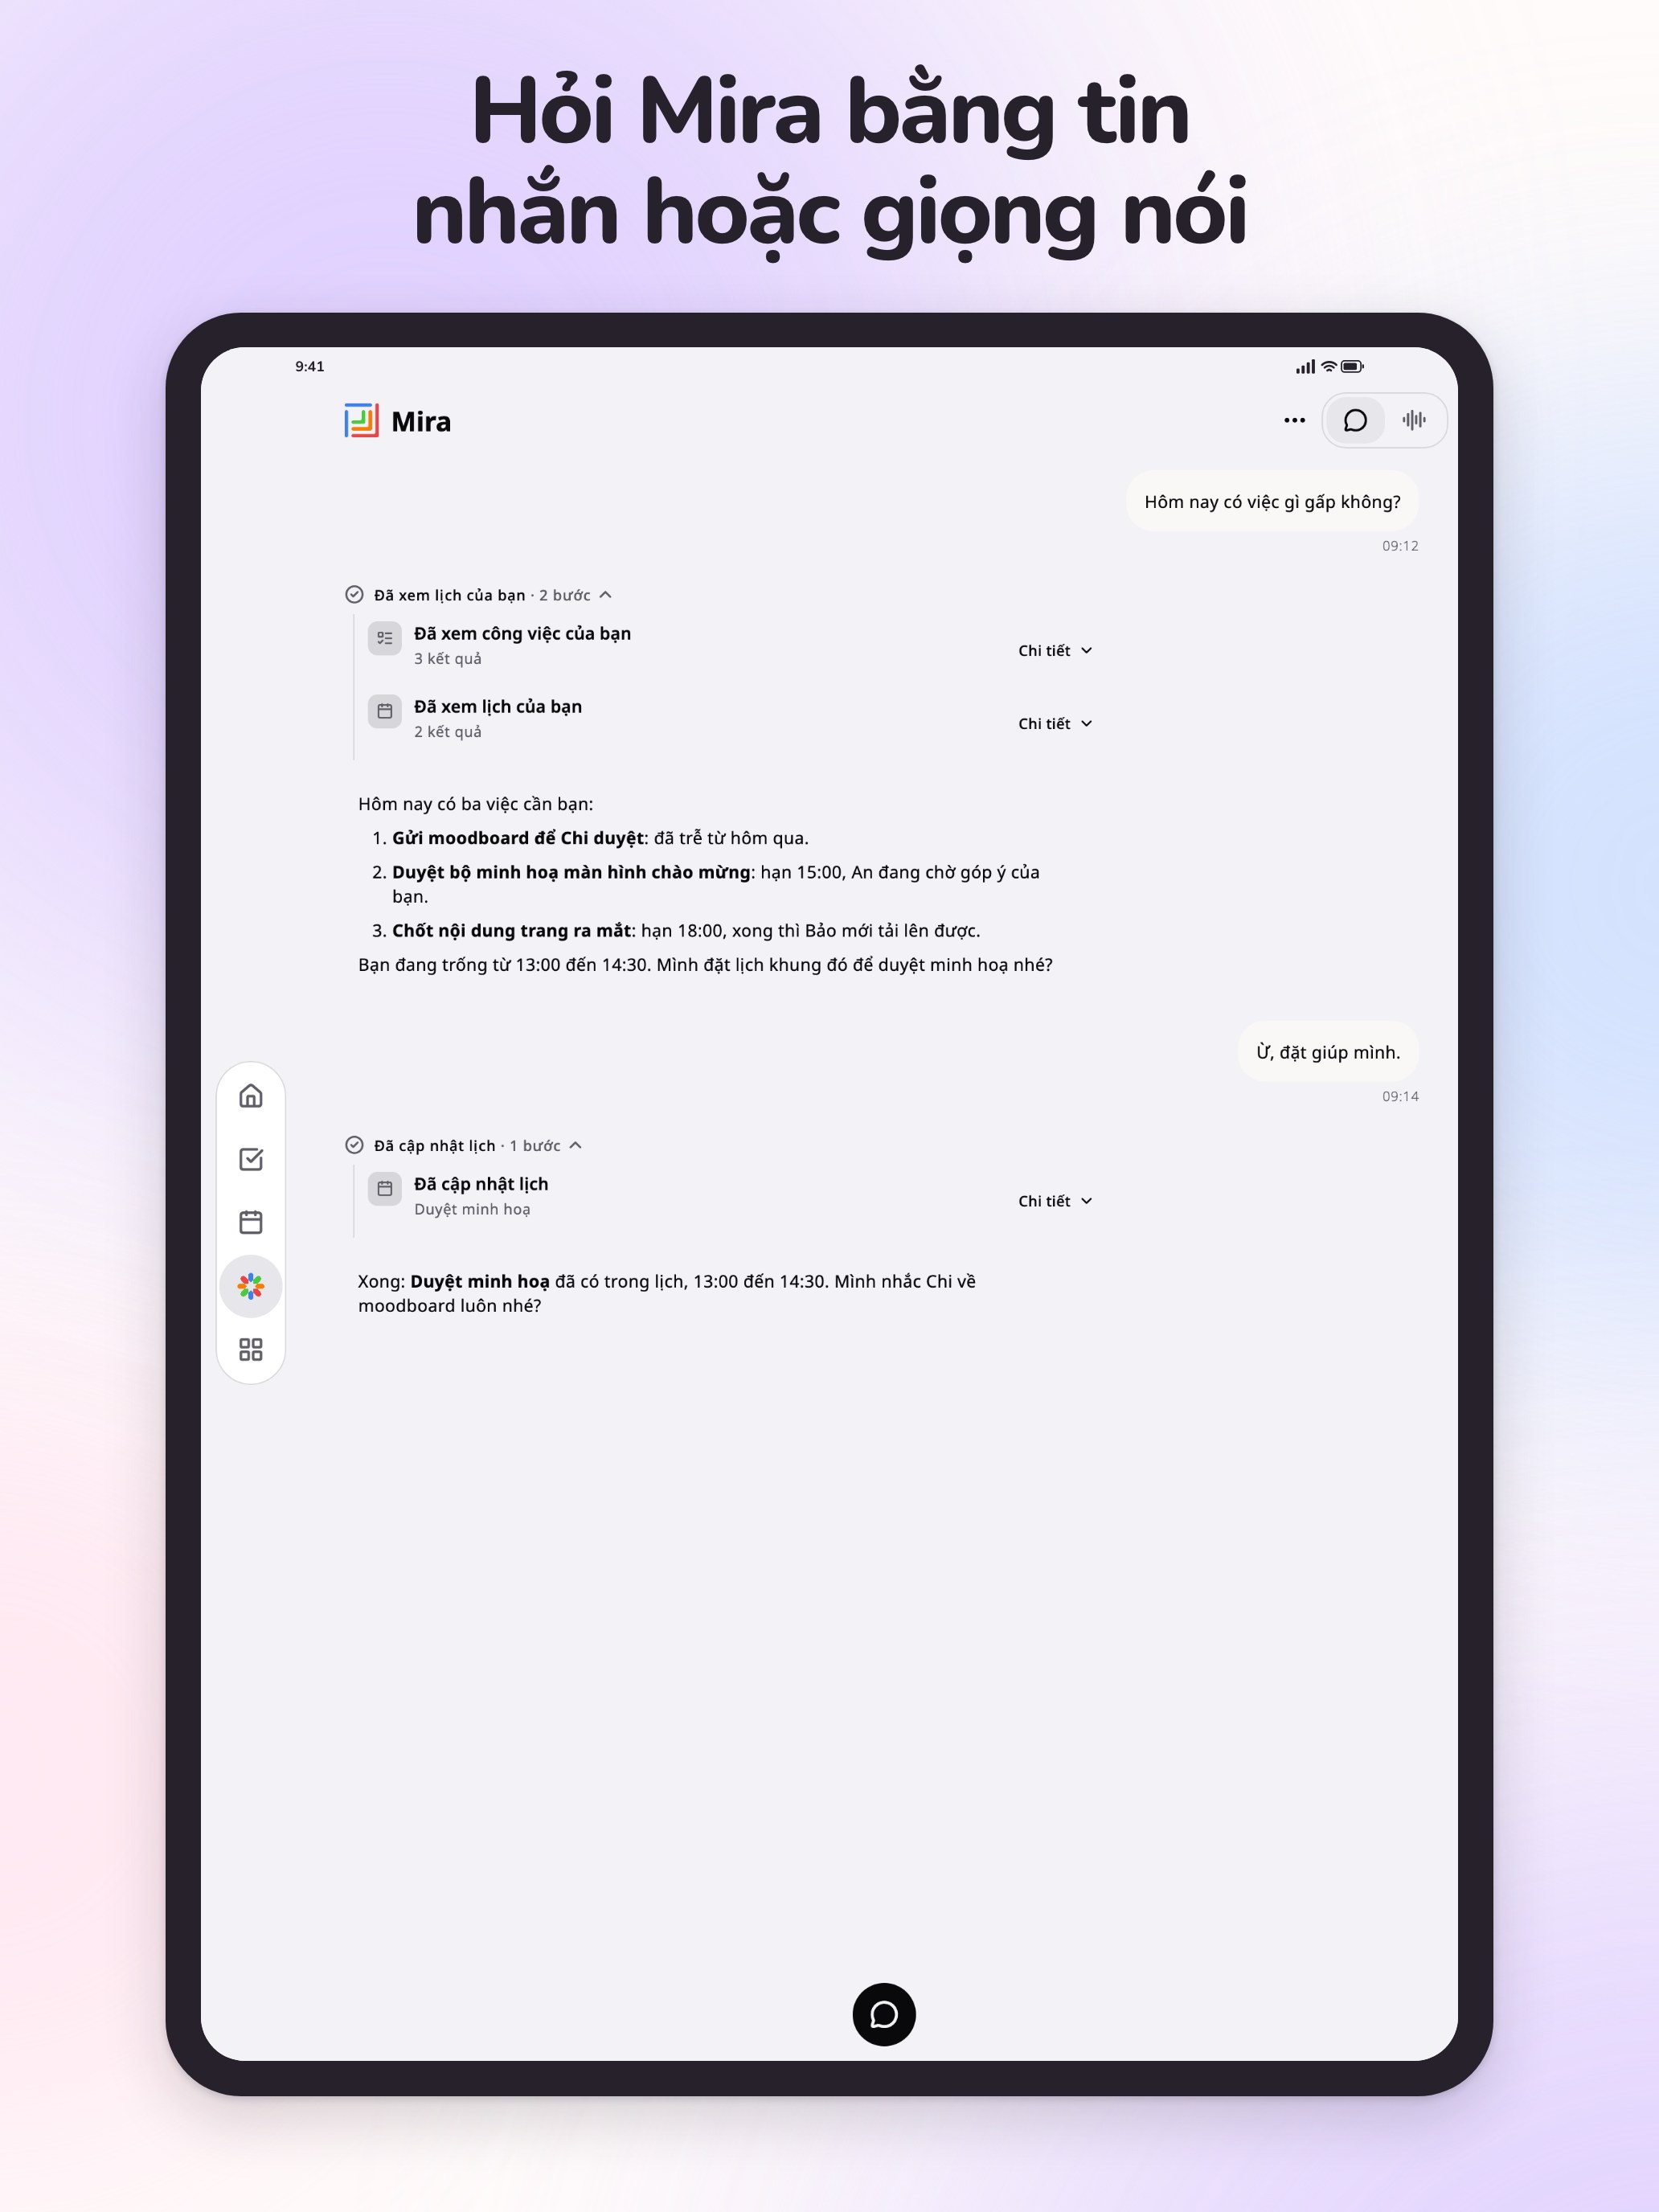 Hỏi Mira bằng tin
nhắn hoặc giọng nói
9:41
Mira
Hôm nay có việc gì gấp không?
09:12
Đã xem lịch của bạn · 2 bước
Đã xem công việc của bạn
3 kết quả
Chi tiết
Đã xem lịch của bạn
2 kết quả
Chi tiết
Hôm nay có ba việc cần bạn:
1. Gửi moodboard để Chi duyệt: đã trễ từ hôm qua.
2. Duyệt bộ minh hoạ màn hình chào mừng: hạn 15:00, An đang chờ góp ý của
bạn.
3. Chốt nội dung trang ra mắt: hạn 18:00, xong thì Bảo mới tải lên được.
Bạn đang trống từ 13:00 đến 14:30. Mình đặt lịch khung đó để duyệt minh hoạ nhé?
Ừ, đặt giúp mình.
09:14
Đã cập nhật lịch · 1 bước
Đã cập nhật lịch
Duyệt minh hoạ
Chi tiết
Xong: Duyệt minh hoạ đã có trong lịch, 13:00 đến 14:30. Mình nhắc Chi về
moodboard luôn nhé?